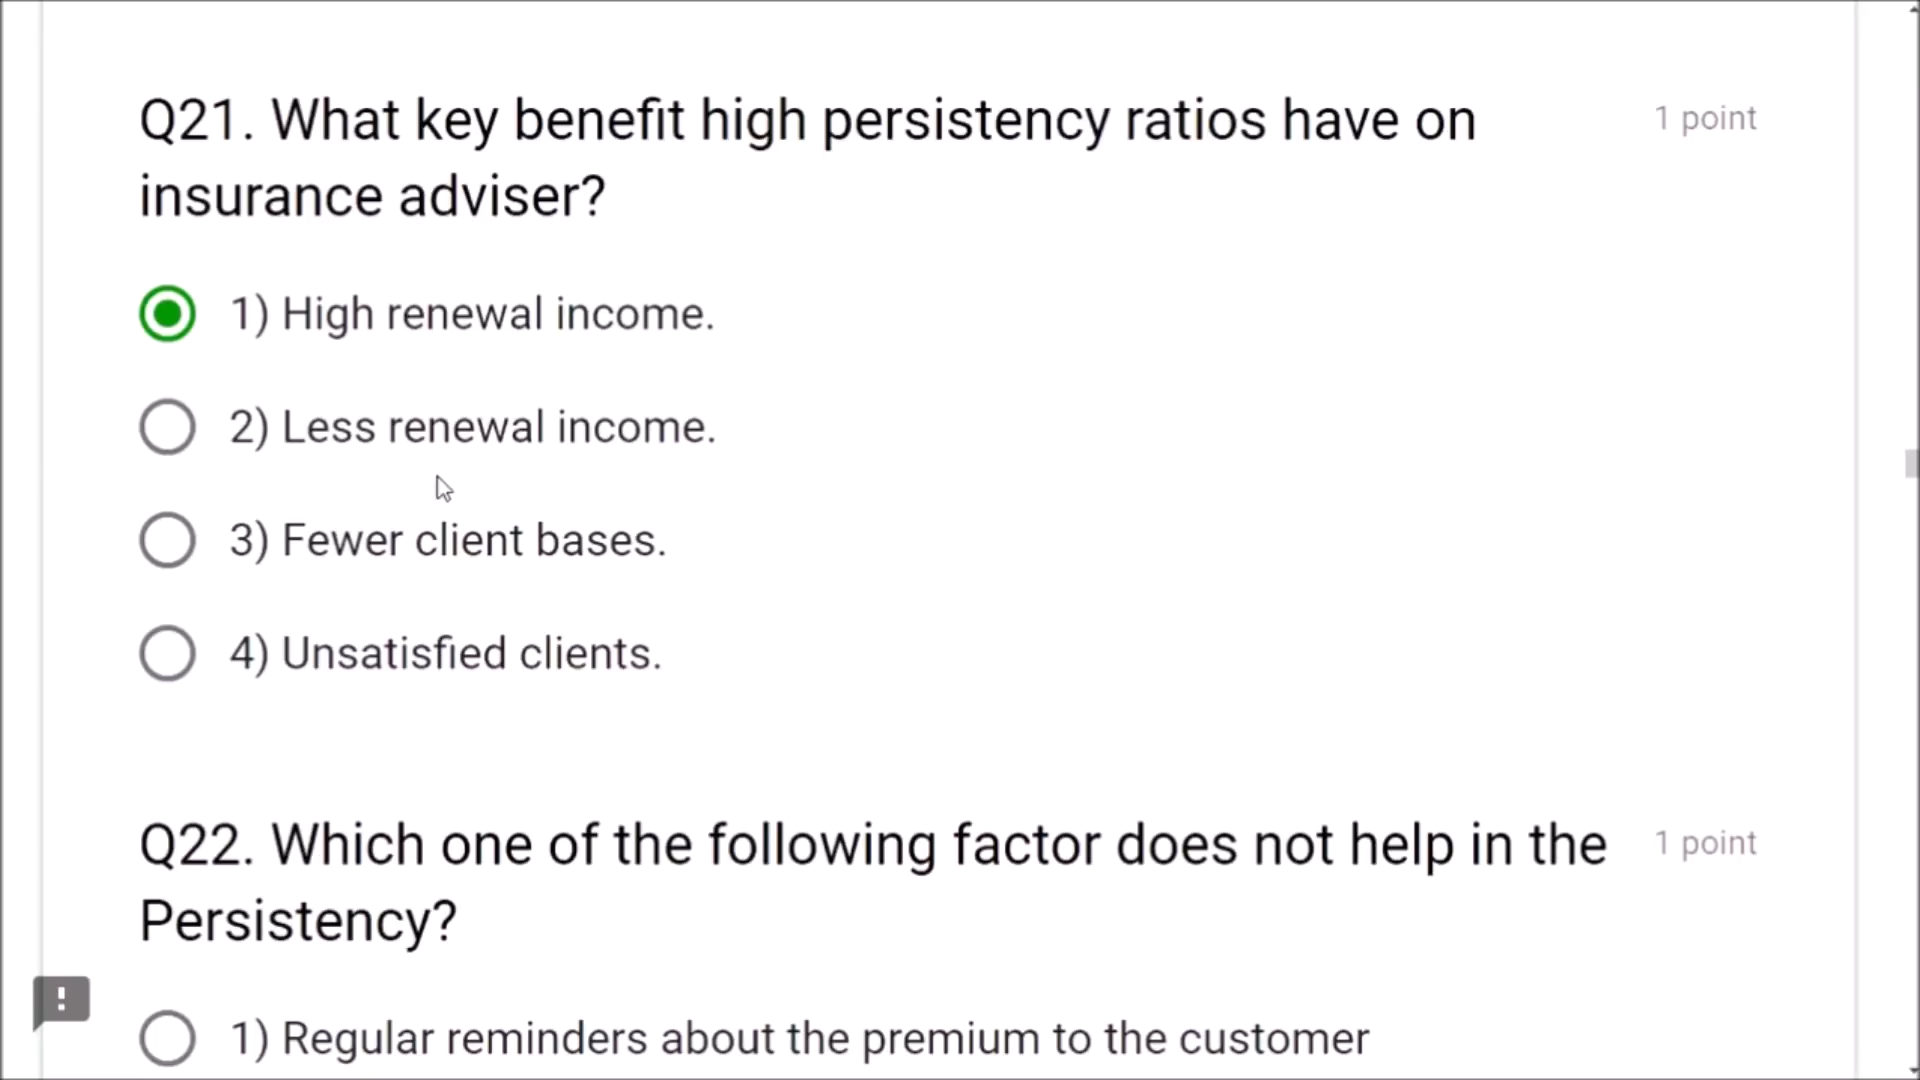 Q21. What key benefit high persistency ratios have on
1 point
insurance adviser?
1) High renewal income.
2) Less renewal income.
3) Fewer client bases.
4) Unsatisfied clients.
Q22. Which one of the following factor does not help in the
1 point
Persistency?
!
1) Regular reminders about the premium to the customer